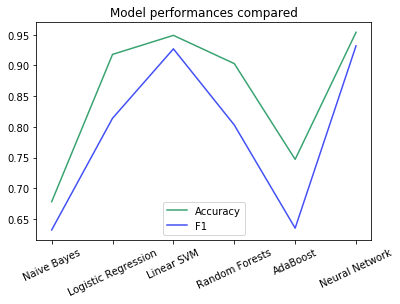 Model performances compared
0.95
0.90
0.85
0.80
0.75
0.70
0.65
Accuracy
F1
Naive Bayes
Logistic Regression
Linear SVM
Random Forests
AdaBoost
Neural Network